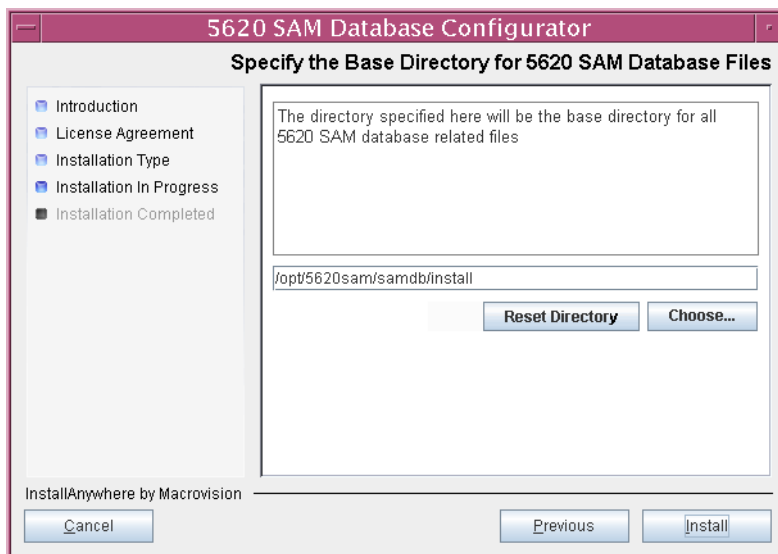 5620 SAM Database Configurator
Specify the Base Directory for 5620 SAM Database Files
Introduction
License Agreement
Installation Type
Installation In Progress
Installation Completed
The directory specified here will be the base directory for all
5620 SAM database related files
/opt/5620sam/samdb/install
Reset Directory
Choose...
InstallAnywhere by Macrovision
Cancel
Previous
Install